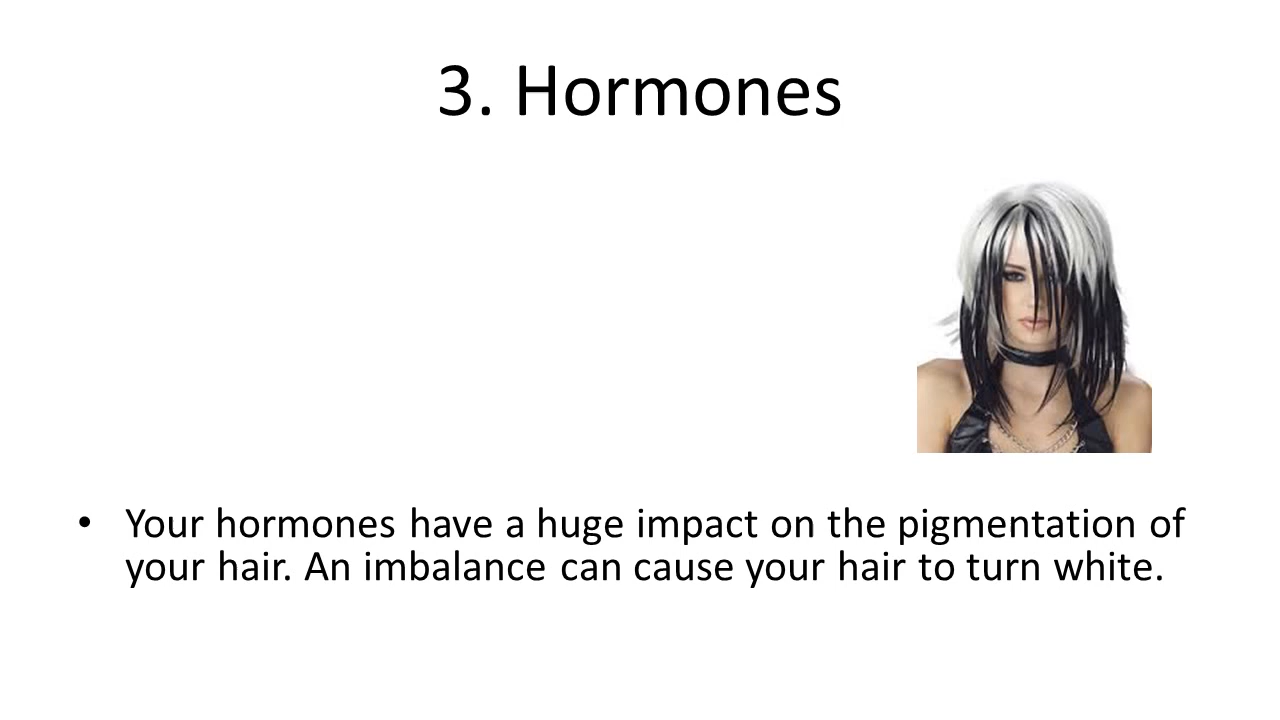 3. Hormones
• Your hormones have a huge impact on the pigmentation of
your hair. An imbalance can cause your hair to turn white.